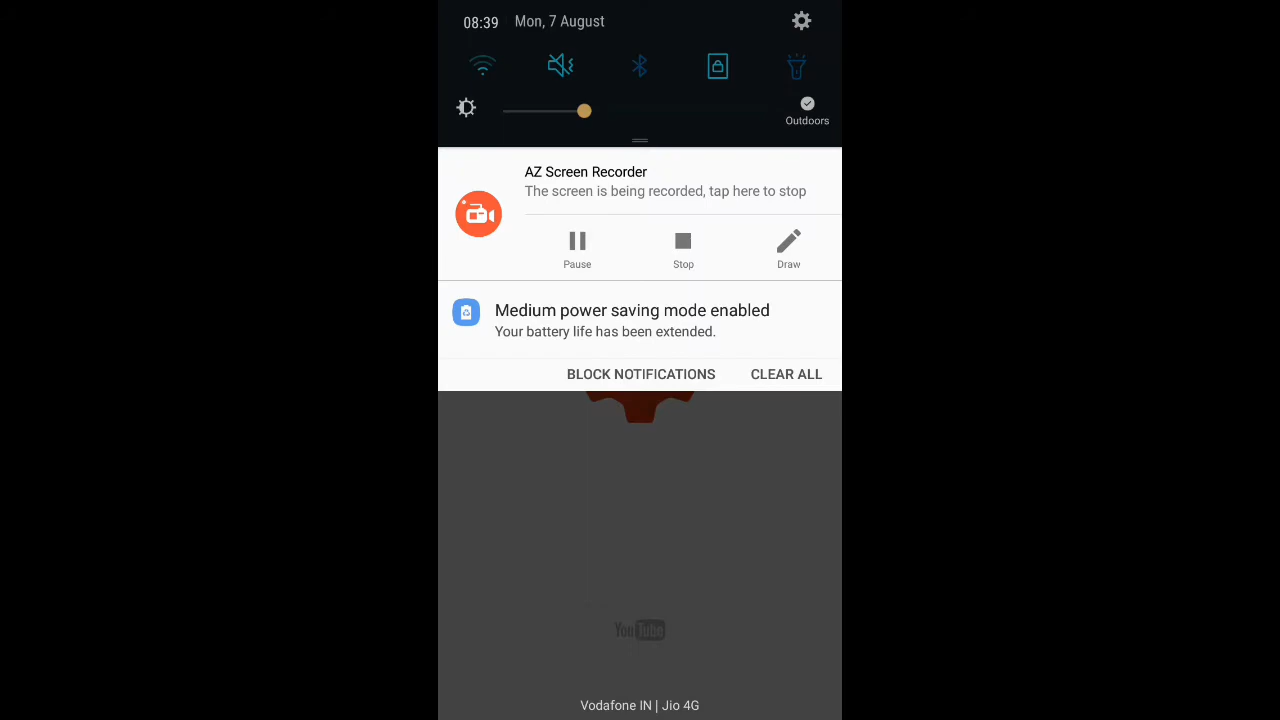 08:39 Mon, 7 August
Outdoors
AZ Screen Recorder
The screen is being recorded, tap here to stop
Pause Stop Draw
Medium power saving mode enabled
Your battery life has been extended.
BLOCK NOTIFICATIONS CLEAR ALL
YouTube
Vodafone IN | Jio 4G